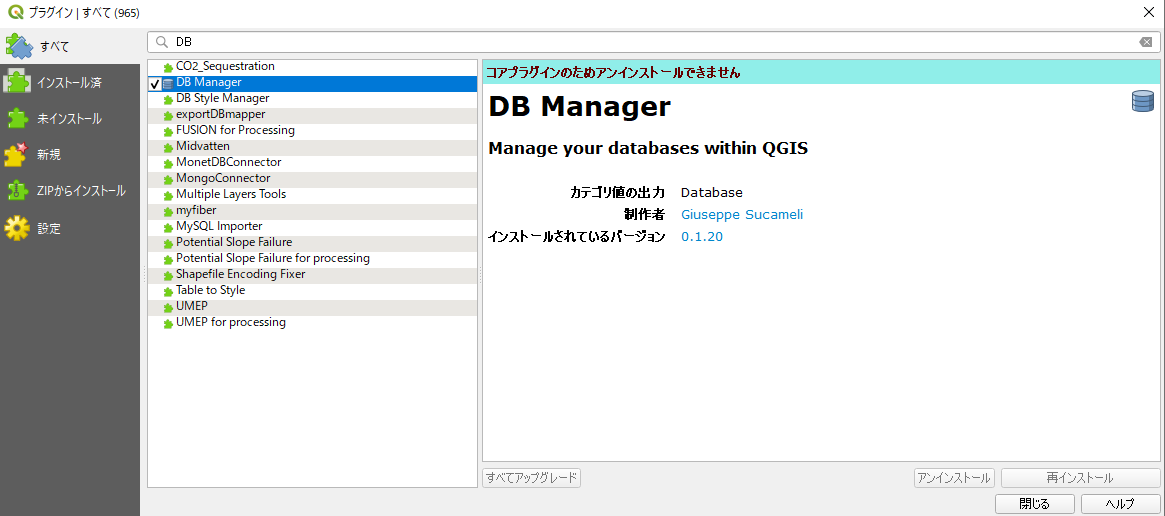 プラグイン | すべて (965)
すべて
インストール済
未インストール
新規
ZIPからインストール
設定
DB
CO2_Sequestration
DB Manager
DB Style Manager
exportDBmapper
FUSION for Processing
Midvatten
MonetDBConnector
MongoConnector
Multiple Layers Tools
myfiber
MySQL Importer
Potential Slope Failure
Potential Slope Failure for processing
Shapefile Encoding Fixer
Table to Style
UMEP
UMEP for processing
コアプラグインのためアンインストールできません
DB Manager
Manage your databases within QGIS
カテゴリ値の出力 Database
制作者 Giuseppe Sucameli
インストールされているバージョン 0.1.20
すべてアップグレード
アンインストール
再インストール
閉じる
ヘルプ